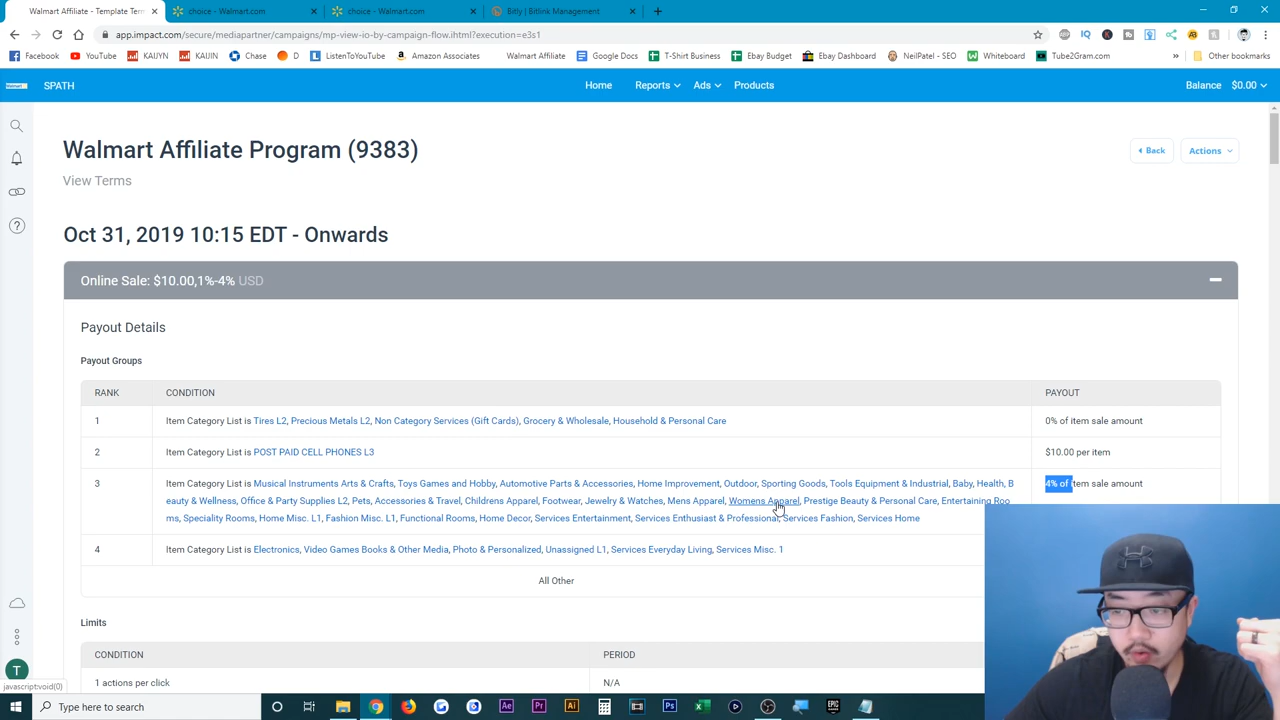 Walmart Affiliate - Template Term
choice - Walmart.com
choice - Walmart.com
Bitly | Bitlink Management
app.impact.com/secure/mediapartner/campaigns/mp-view-io-by-campaign-flow.ihtml?execution=e3s1
Facebook YouTube KAIJYN KAIJIN Chase D ListenToYouTube Amazon Associates Walmart Affiliate Google Docs T-Shirt Business Ebay Budget Ebay Dashboard NeilPatel - SEO Whiteboard Tube2Gram.com » Other bookmarks
SPATH Home Reports Ads Products Balance $0.00
Walmart Affiliate Program (9383)
Back Actions
View Terms
Oct 31, 2019 10:15 EDT - Onwards
Online Sale: $10.00,1%-4% USD
Payout Details
Payout Groups
RANK CONDITION PAYOUT
1 Item Category List is Tires L2, Precious Metals L2, Non Category Services (Gift Cards), Grocery & Wholesale, Household & Personal Care 0% of item sale amount
2 Item Category List is POST PAID CELL PHONES L3 $10.00 per item
3 Item Category List is Musical Instruments Arts & Crafts, Toys Games and Hobby, Automotive Parts & Accessories, Home Improvement, Outdoor, Sporting Goods, Tools Equipment & Industrial, Baby, Health, B 4% of item sale amount
eauty & Wellness, Office & Party Supplies L2, Pets, Accessories & Travel, Childrens Apparel, Footwear, Jewelry & Watches, Mens Apparel, Womens Apparel, Prestige Beauty & Personal Care, Entertaining Roo
ms, Speciality Rooms, Home Misc. L1, Fashion Misc. L1, Functional Rooms, Home Decor, Services Entertainment, Services Enthusiast & Professional, Services Fashion, Services Home
4 Item Category List is Electronics, Video Games Books & Other Media, Photo & Personalized, Unassigned L1, Services Everyday Living, Services Misc. 1
All Other
Limits
CONDITION PERIOD
1 actions per click N/A
T
javascript:void(0)
Type here to search